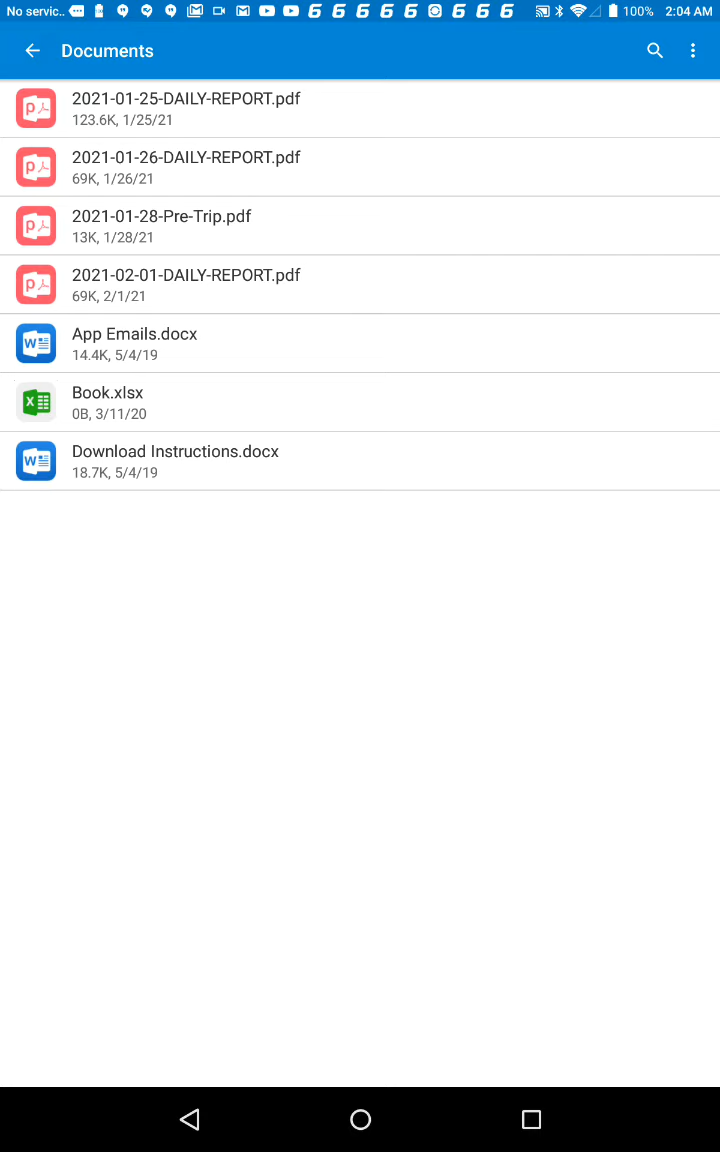 No servic.. 100% 2:04 AM
Documents
2021-01-25-DAILY-REPORT.pdf
123.6K, 1/25/21
2021-01-26-DAILY-REPORT.pdf
69K, 1/26/21
2021-01-28-Pre-Trip.pdf
13K, 1/28/21
2021-02-01-DAILY-REPORT.pdf
69K, 2/1/21
App Emails.docx
14.4K, 5/4/19
Book.xlsx
0B, 3/11/20
Download Instructions.docx
18.7K, 5/4/19